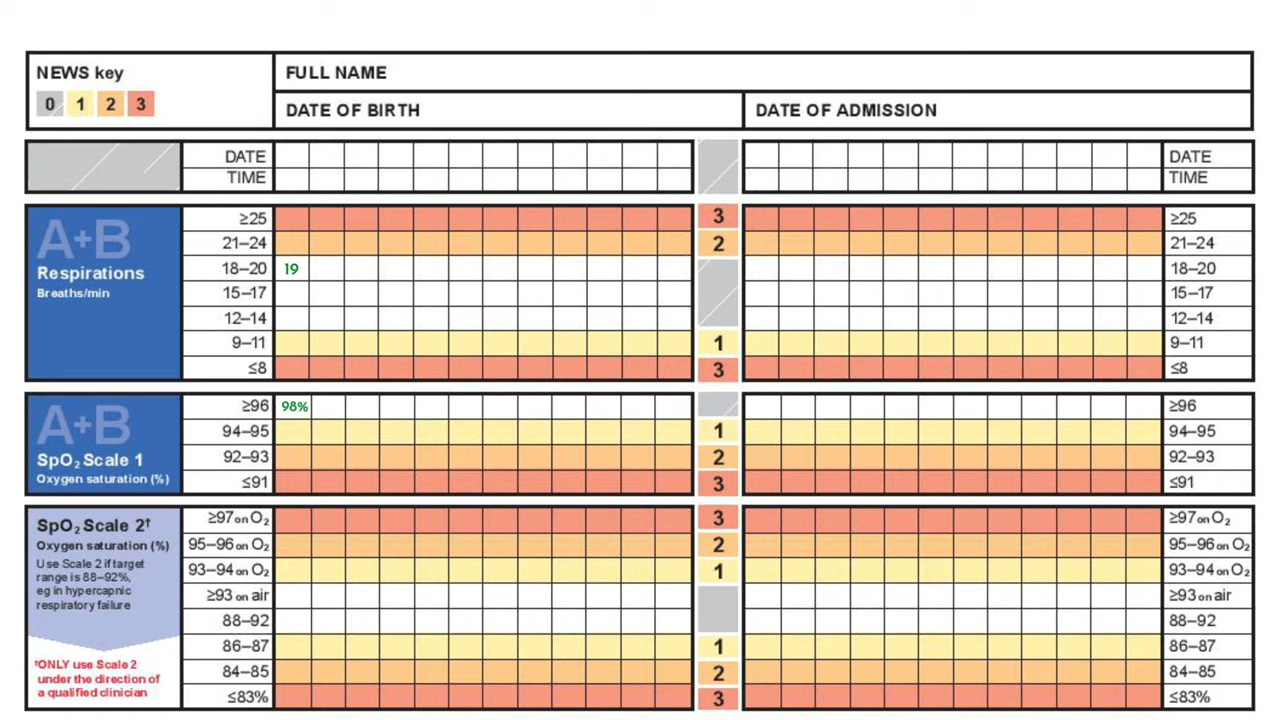 NEWS key
0 1 2 3
FULL NAME
DATE OF BIRTH
DATE OF ADMISSION
DATE DATE
TIME TIME
A+B
Respirations
Breaths/min
≥25 3 ≥25
21–24 2 21–24
18–20 19 18–20
15–17 15–17
12–14 12–14
9–11 1 9–11
≤8 3 ≤8
A+B
SpO₂ Scale 1
Oxygen saturation (%)
≥96 98% ≥96
94–95 1 94–95
92–93 2 92–93
≤91 3 ≤91
SpO₂ Scale 2†
Oxygen saturation (%)
Use Scale 2 if target
range is 88–92%,
eg in hypercapnic
respiratory failure
†ONLY use Scale 2
under the direction of
a qualified clinician
≥97 on O₂ 3 ≥97 on O₂
95–96 on O₂ 2 95–96 on O₂
93–94 on O₂ 1 93–94 on O₂
≥93 on air ≥93 on air
88–92 88–92
86–87 1 86–87
84–85 2 84–85
≤83% 3 ≤83%